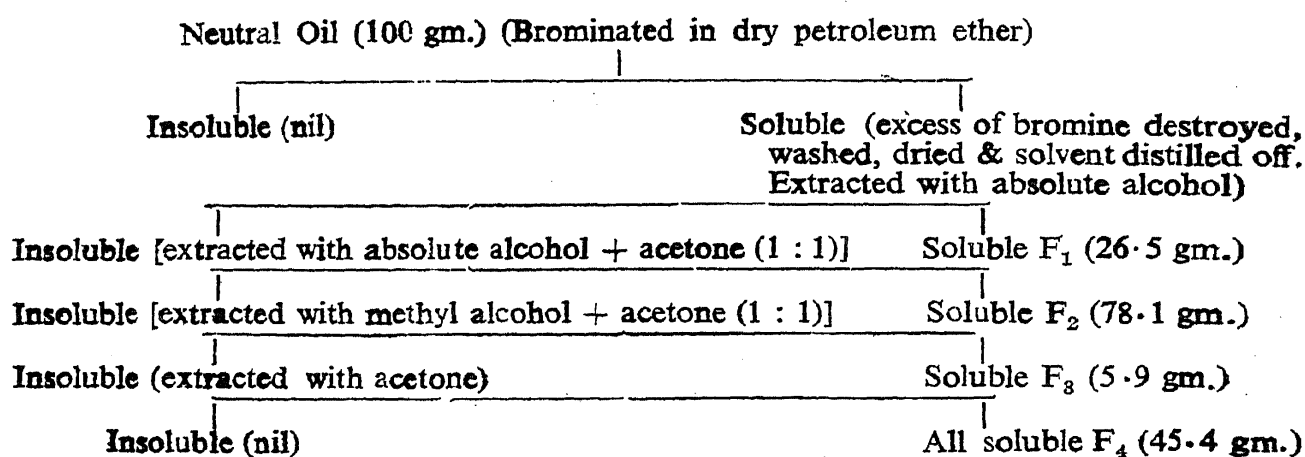 Neutral Oil (100 gm.) (Brominated in dry petroleum ether)
Insoluble (nil)
Soluble (excess of bromine destroyed,
washed, dried & solvent distilled off.
Extracted with absolute alcohol)
Insoluble [extracted with absolute alcohol + acetone (1 : 1)] Soluble F₁ (26·5 gm.)
Insoluble [extracted with methyl alcohol + acetone (1 : 1)] Soluble F₂ (78·1 gm.)
Insoluble (extracted with acetone) Soluble F₃ (5·9 gm.)
Insoluble (nil) All soluble F₄ (45·4 gm.)